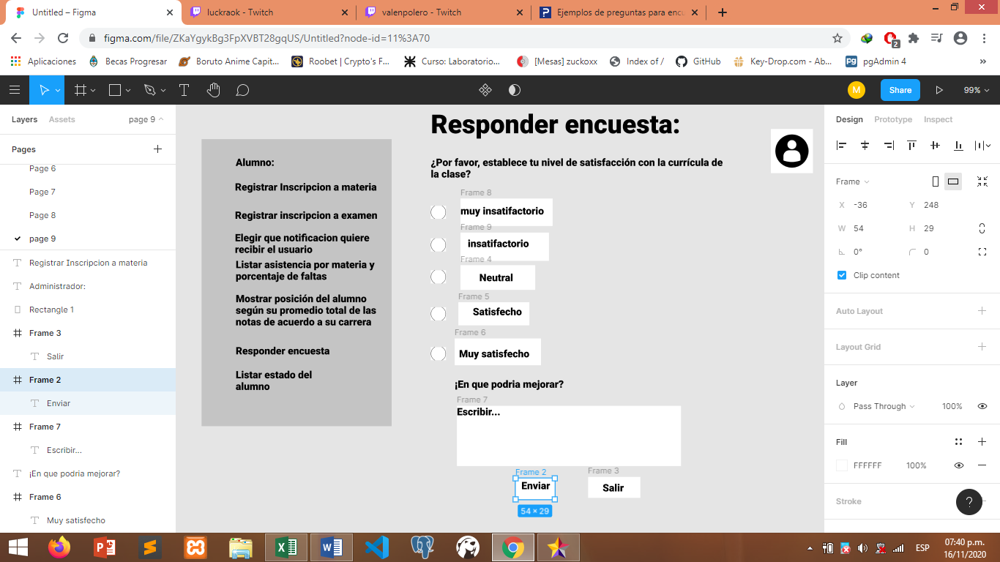 Untitled – Figma
luckraok - Twitch
valenpolero - Twitch
Ejemplos de preguntas para encu
figma.com/file/ZKaYgykBg3FpXVBT28gqUS/Untitled?node-id=11%3A70
2
Aplicaciones
Becas Progresar
Boruto Anime Capit...
Roobet | Crypto's F...
Curso: Laboratorio...
[Mesas] zuckoxx
Index of /
GitHub
Key-Drop.com - Ab...
pgAdmin 4
»
M
Share
99%
Layers
Assets
page 9
Pages
Page 6
Page 7
Page 8
page 9
Registrar Inscripcion a materia
Administrador:
Rectangle 1
Frame 3
Salir
Frame 2
Enviar
Frame 7
Escribir...
¡En que podria mejorar?
Frame 6
Muy satisfecho
Alumno:
Registrar Inscripcion a materia
Registrar inscripcion a examen
Elegir que notificacion quiere
recibir el usuario
Listar asistencia por materia y
porcentaje de faltas
Mostrar posición del alumno
según su promedio total de las
notas de acuerdo a su carrera
Responder encuesta
Listar estado del
alumno
Responder encuesta:
¿Por favor, establece tu nivel de satisfacción con la currícula de
la clase?
Frame 8
muy insatifactorio
Frame 9
insatifactorio
Frame 4
Neutral
Frame 5
Satisfecho
Frame 6
Muy satisfecho
¡En que podria mejorar?
Frame 7
Escribir...
Frame 2
Enviar
54 × 29
Frame 3
Salir
Design
Prototype
Inspect
Frame
X -36
Y 248
W 54
H 29
0°
0
Clip content
Auto Layout
Layout Grid
Layer
Pass Through
100%
Fill
FFFFFF
100%
Stroke
?
ESP
07:40 p.m.
16/11/2020